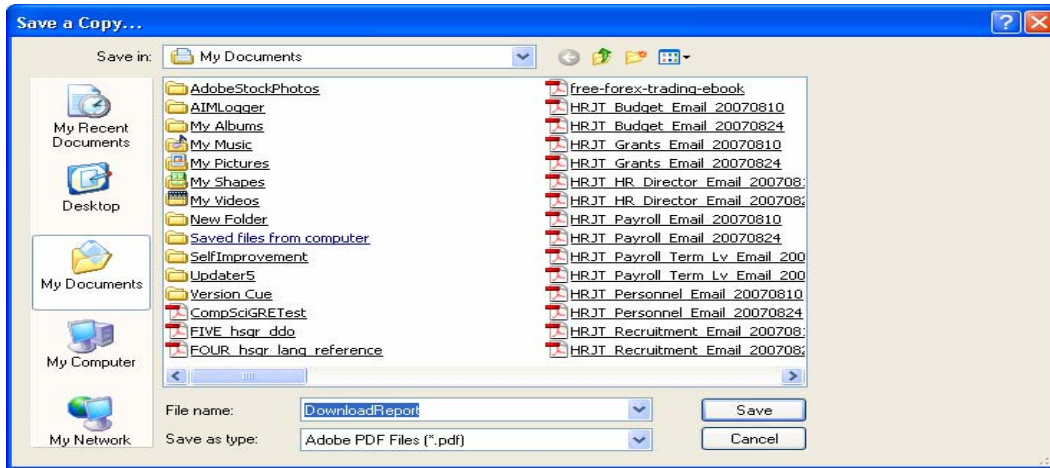 Save a Copy...
Save in:
My Documents
My Recent
Documents
Desktop
My Documents
My Computer
My Network
AdobeStockPhotos
AIMLogger
My Albums
My Music
My Pictures
My Shapes
My Videos
New Folder
Saved files from computer
SelfImprovement
Updater5
Version Cue
CompSciGRETest
FIVE_hsqr_ddo
FOUR_hsqr_lang_reference
free-forex-trading-ebook
HRJT_Budget_Email_20070810
HRJT_Budget_Email_20070824
HRJT_Grants_Email_20070810
HRJT_Grants_Email_20070824
HRJT_HR_Director_Email_200708
HRJT_HR_Director_Email_200708
HRJT_Payroll_Email_20070810
HRJT_Payroll_Email_20070824
HRJT_Payroll_Term_Lv_Email_200
HRJT_Payroll_Term_Lv_Email_200
HRJT_Personnel_Email_20070810
HRJT_Personnel_Email_20070824
HRJT_Recruitment_Email_200708
HRJT_Recruitment_Email_200708
File name:
DownloadReport
Save
Save as type:
Adobe PDF Files (*.pdf)
Cancel